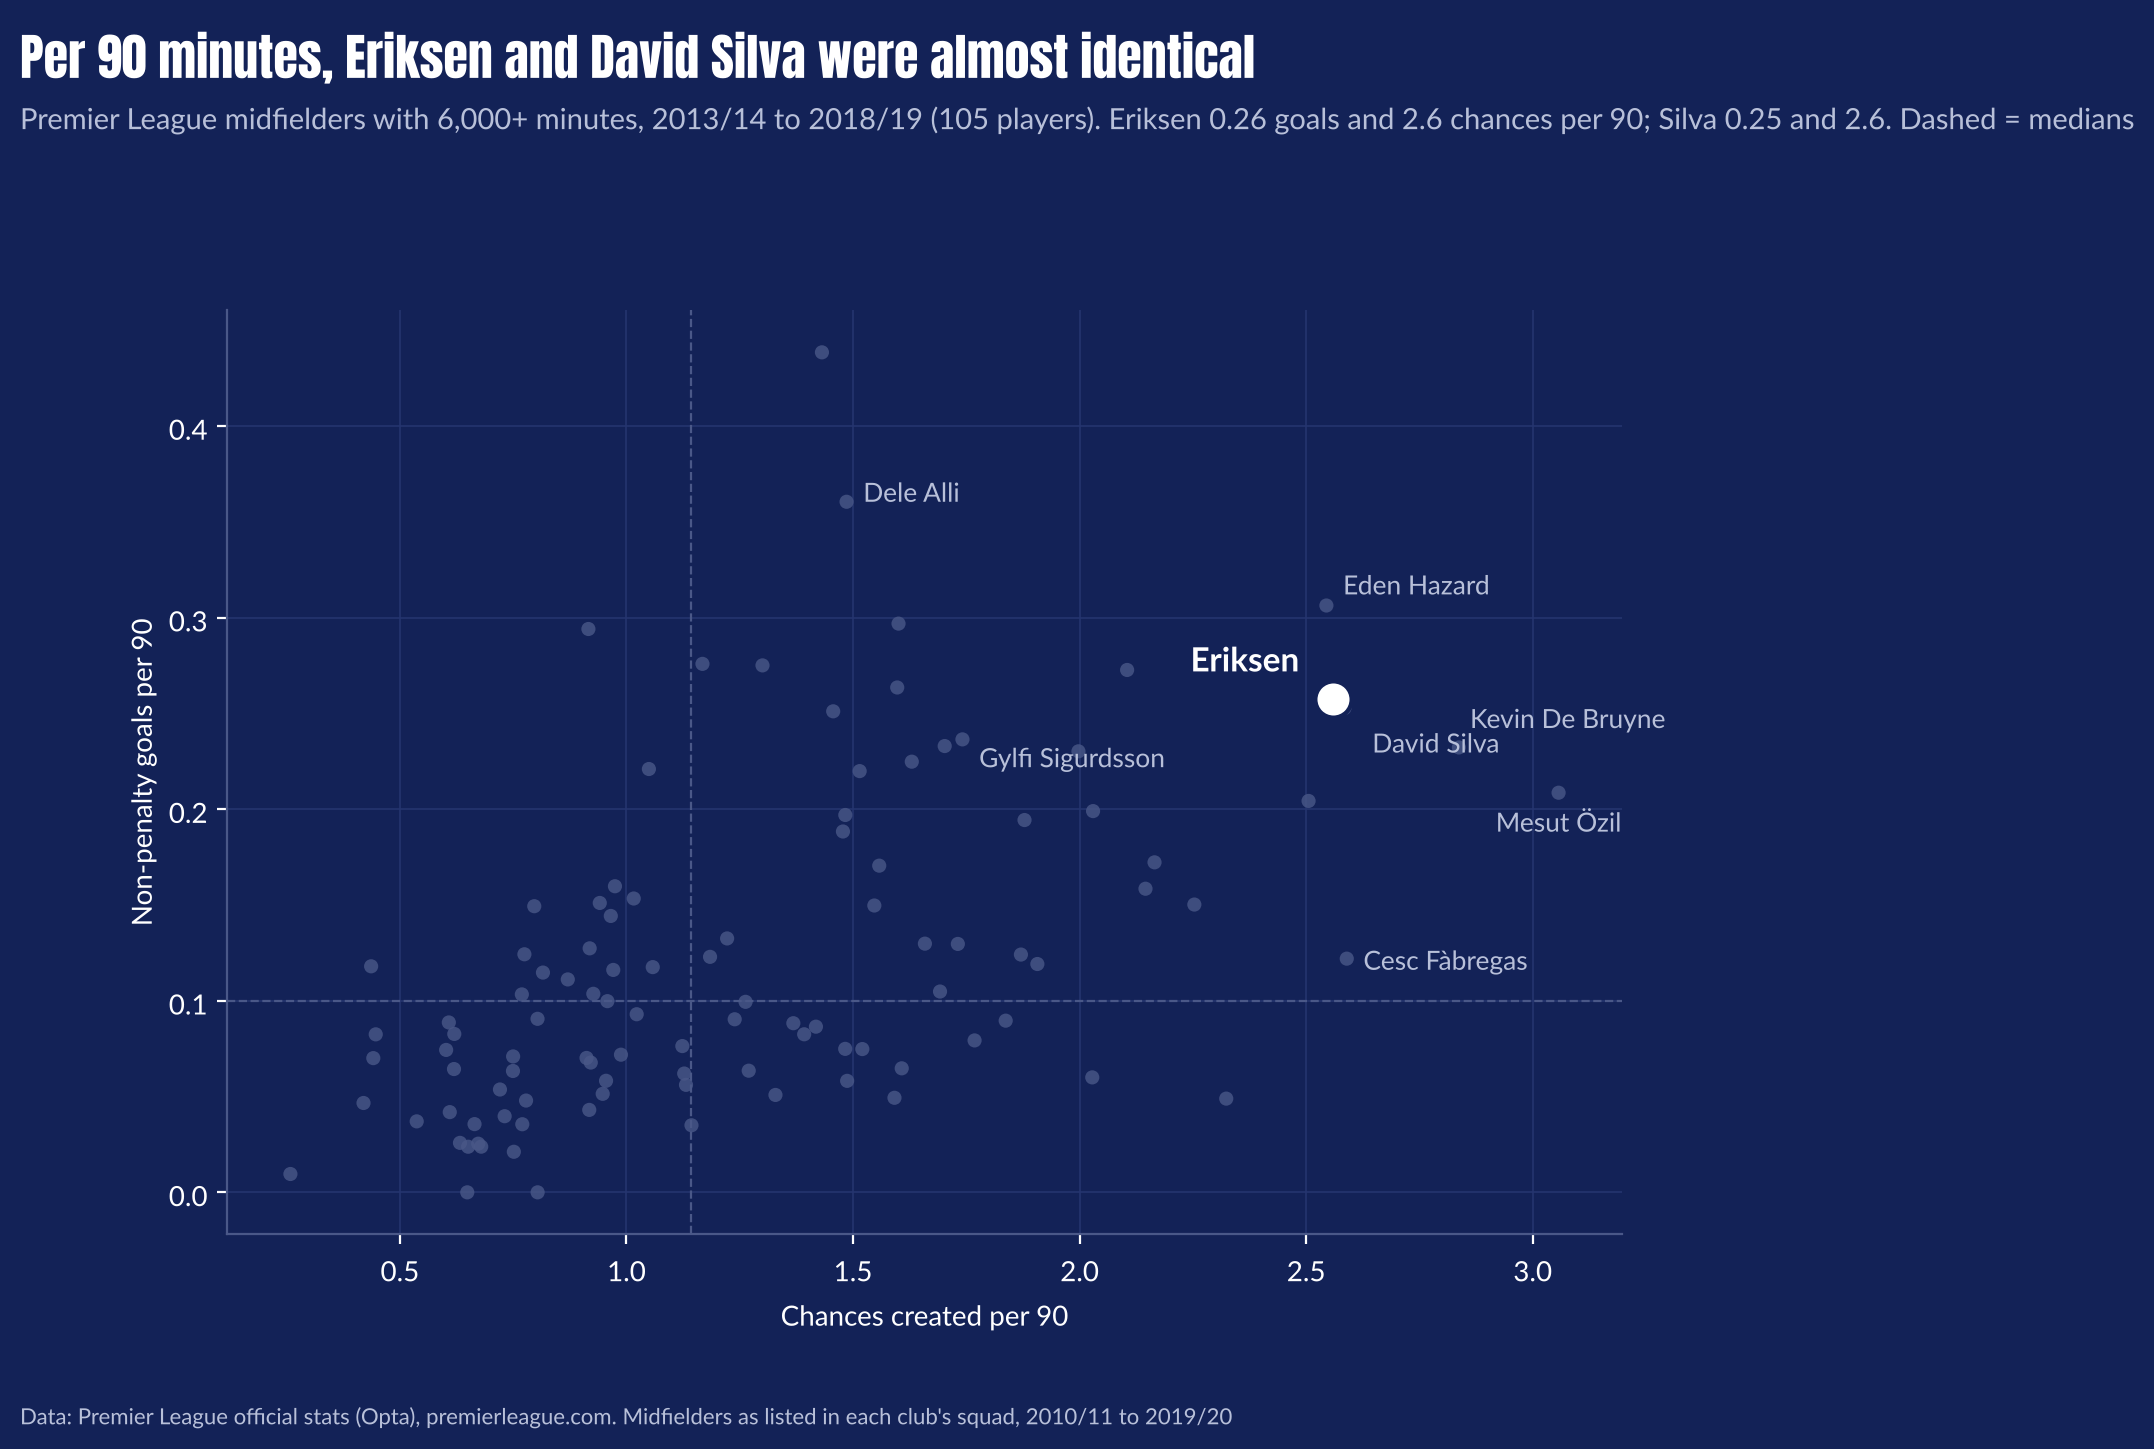 Per 90 minutes, Eriksen and David Silva were almost identical
Premier League midfielders with 6,000+ minutes, 2013/14 to 2018/19 (105 players). Eriksen 0.26 goals and 2.6 chances per 90; Silva 0.25 and 2.6. Dashed = medians
Dele Alli
Eden Hazard
Eriksen
Kevin De Bruyne
David Silva
Gylfi Sigurdsson
Mesut Özil
Cesc Fàbregas
Non-penalty goals per 90
0.4
0.3
0.2
0.1
0.0
0.5 1.0 1.5 2.0 2.5 3.0
Chances created per 90
Data: Premier League official stats (Opta), premierleague.com. Midfielders as listed in each club's squad, 2010/11 to 2019/20